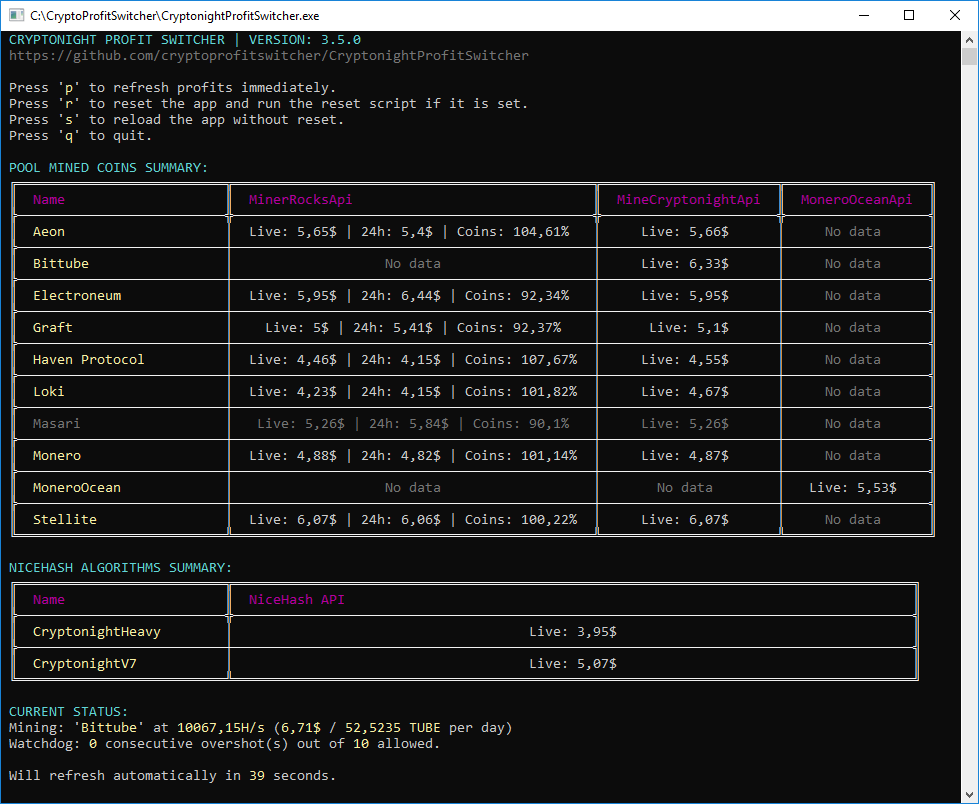 C:\CryptoProfitSwitcher\CryptonightProfitSwitcher.exe
CRYPTONIGHT PROFIT SWITCHER | VERSION: 3.5.0
https://github.com/cryptoprofitswitcher/CryptonightProfitSwitcher
Press 'p' to refresh profits immediately.
Press 'r' to reset the app and run the reset script if it is set.
Press 's' to reload the app without reset.
Press 'q' to quit.
POOL MINED COINS SUMMARY:
Name MinerRocksApi MineCryptonightApi MoneroOceanApi
Aeon Live: 5,65$ | 24h: 5,4$ | Coins: 104,61% Live: 5,66$ No data
Bittube No data Live: 6,33$ No data
Electroneum Live: 5,95$ | 24h: 6,44$ | Coins: 92,34% Live: 5,95$ No data
Graft Live: 5$ | 24h: 5,41$ | Coins: 92,37% Live: 5,1$ No data
Haven Protocol Live: 4,46$ | 24h: 4,15$ | Coins: 107,67% Live: 4,55$ No data
Loki Live: 4,23$ | 24h: 4,15$ | Coins: 101,82% Live: 4,67$ No data
Masari Live: 5,26$ | 24h: 5,84$ | Coins: 90,1% Live: 5,26$ No data
Monero Live: 4,88$ | 24h: 4,82$ | Coins: 101,14% Live: 4,87$ No data
MoneroOcean No data No data Live: 5,53$
Stellite Live: 6,07$ | 24h: 6,06$ | Coins: 100,22% Live: 6,07$ No data
NICEHASH ALGORITHMS SUMMARY:
Name NiceHash API
CryptonightHeavy Live: 3,95$
CryptonightV7 Live: 5,07$
CURRENT STATUS:
Mining: 'Bittube' at 10067,15H/s (6,71$ / 52,5235 TUBE per day)
Watchdog: 0 consecutive overshot(s) out of 10 allowed.
Will refresh automatically in 39 seconds.